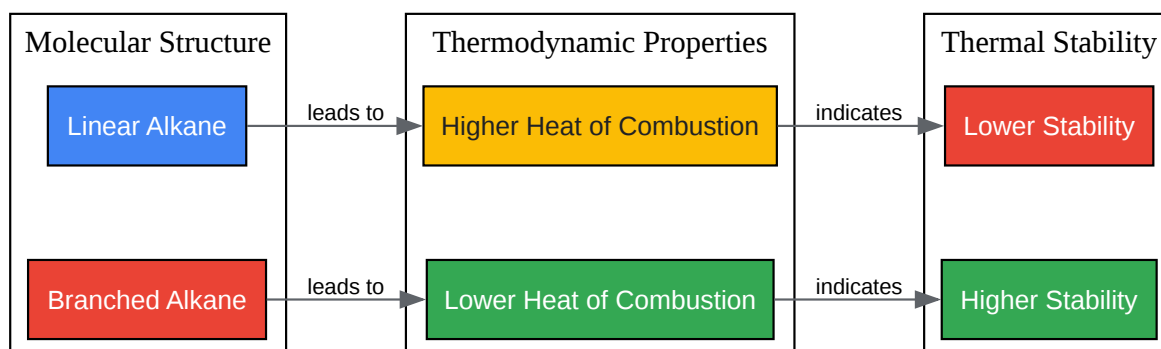 Molecular Structure
Thermodynamic Properties
Thermal Stability
Linear Alkane
leads to
Higher Heat of Combustion
indicates
Lower Stability
Branched Alkane
leads to
Lower Heat of Combustion
indicates
Higher Stability